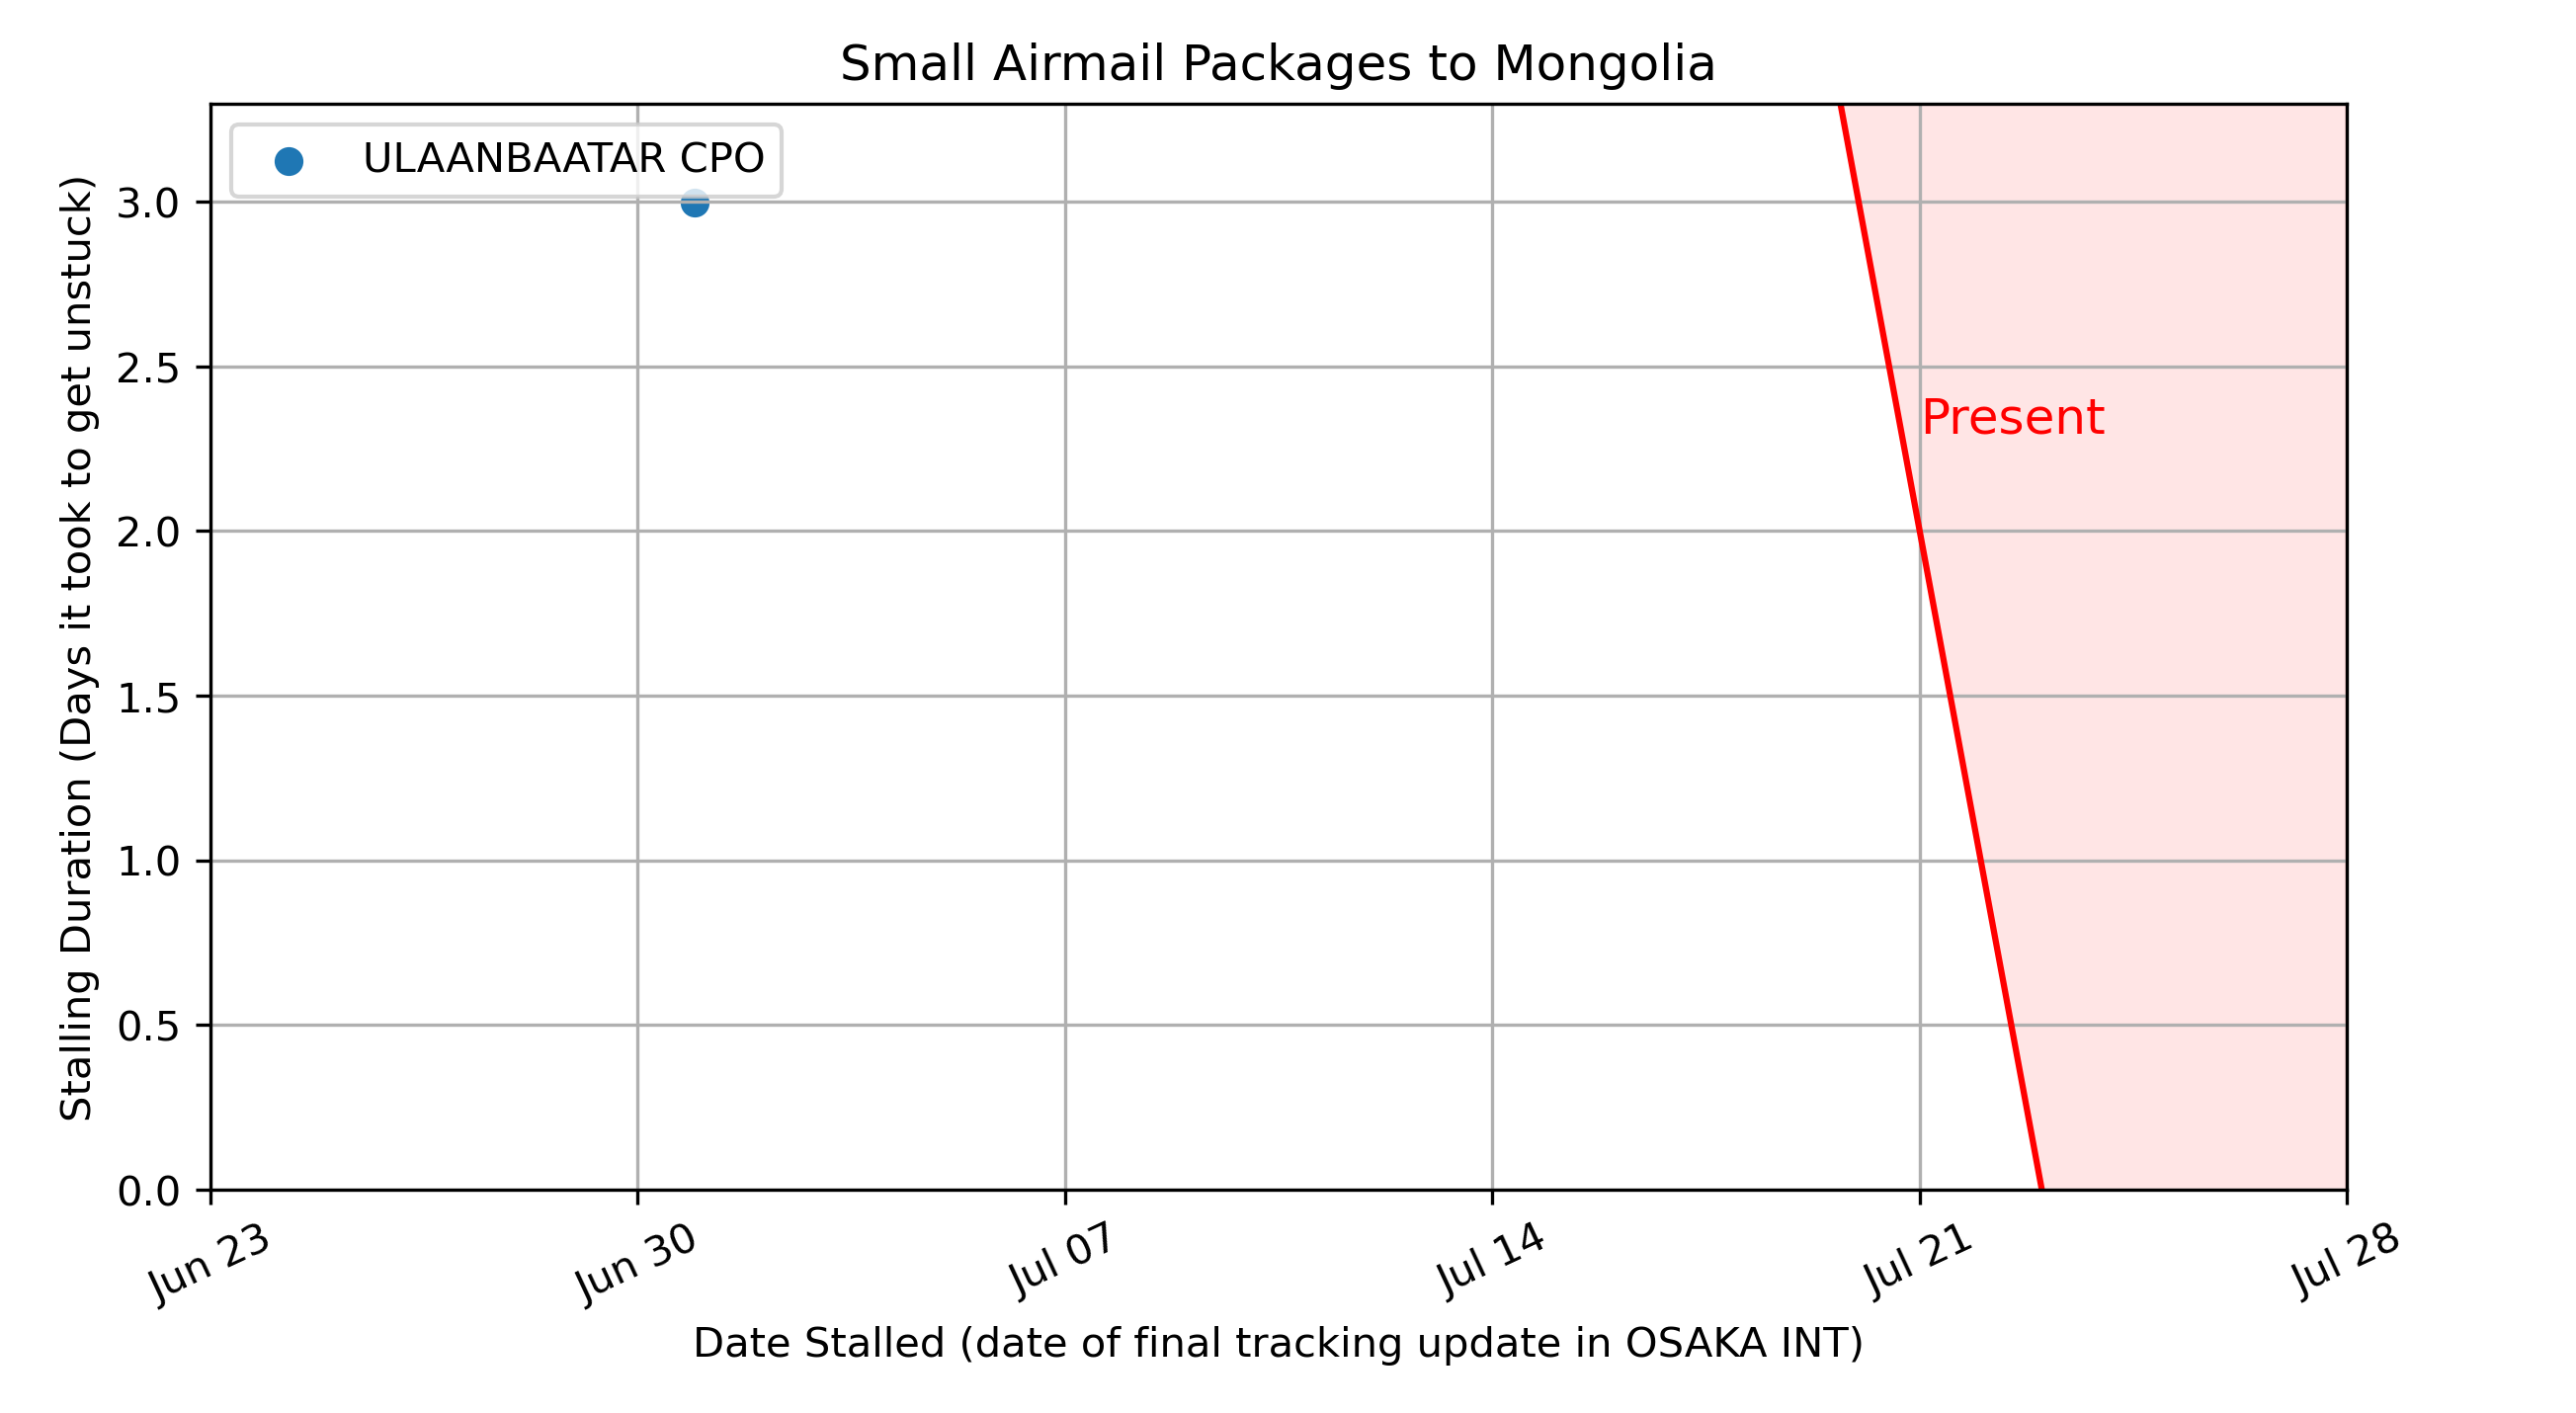 Small Airmail Packages to Mongolia
ULAANBAATAR CPO
Present
Stalling Duration (Days it took to get unstuck)
3.0
2.5
2.0
1.5
1.0
0.5
0.0
Jun 23
Jun 30
Jul 07
Jul 14
Jul 21
Jul 28
Date Stalled (date of final tracking update in OSAKA INT)